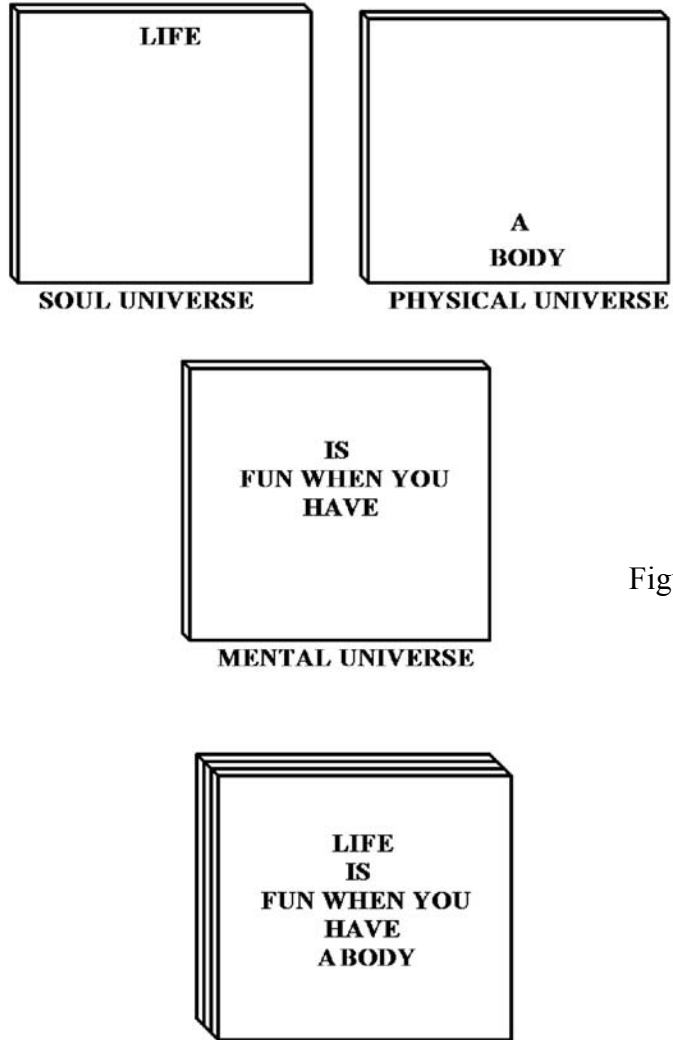 LIFE
SOUL UNIVERSE
A
BODY
PHYSICAL UNIVERSE
IS
FUN WHEN YOU
HAVE
MENTAL UNIVERSE
LIFE
IS
FUN WHEN YOU
HAVE
A BODY